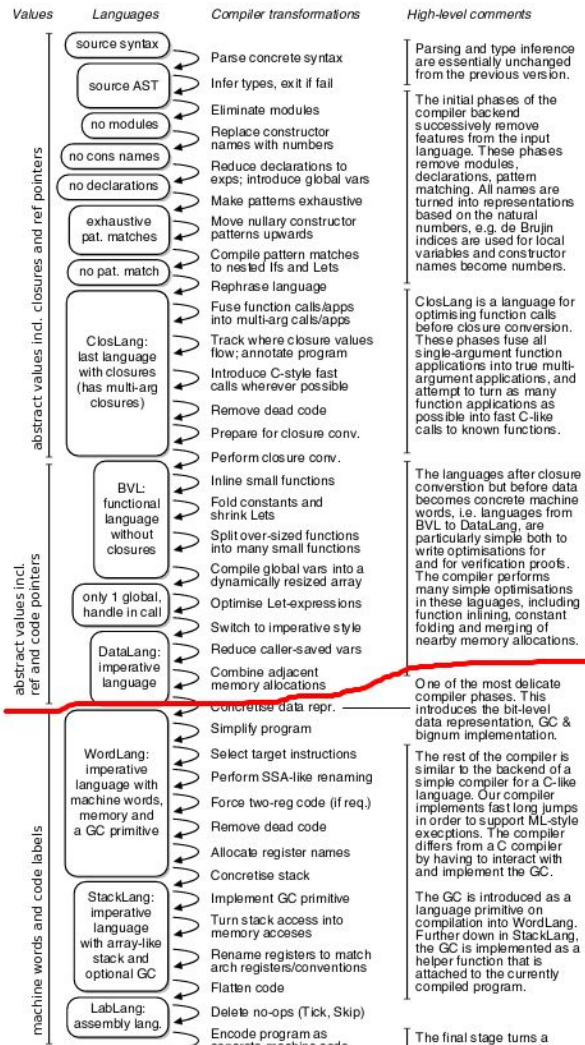 Values
Languages
Compiler transformations
High-level comments
abstract values incl. closures and ref pointers
abstract values incl.
ref and code pointers
machine words and code labels
source syntax
source AST
no modules
no cons names
no declarations
exhaustive
pat. matches
no pat. match
ClosLang:
last language
with closures
(has multi-arg
closures)
BVL:
functional
language
without
closures
only 1 global,
handle in call
DataLang:
imperative
language
WordLang:
imperative
language with
machine words,
memory and
a GC primitive
StackLang:
imperative
language
with array-like
stack and
optional GC
LabLang:
assembly lang.
Parse concrete syntax
Infer types, exit if fail
Eliminate modules
Replace constructor
names with numbers
Reduce declarations to
exps; introduce global vars
Make patterns exhaustive
Move nullary constructor
patterns upwards
Compile pattern matches
to nested Ifs and Lets
Rephrase language
Fuse function calls/apps
into multi-arg calls/apps
Track where closure values
flow; annotate program
Introduce C-style fast
calls wherever possible
Remove dead code
Prepare for closure conv.
Perform closure conv.
Inline small functions
Fold constants and
shrink Lets
Split over-sized functions
into many small functions
Compile global vars into a
dynamically resized array
Optimise Let-expressions
Switch to imperative style
Reduce caller-saved vars
Combine adjacent
memory allocations
Concretise data repr.
Simplify program
Select target instructions
Perform SSA-like renaming
Force two-reg code (if req.)
Remove dead code
Allocate register names
Concretise stack
Implement GC primitive
Turn stack access into
memory acceses
Rename registers to match
arch registers/conventions
Flatten code
Delete no-ops (Tick, Skip)
Encode program as
concrete machine code
Parsing and type inference
are essentially unchanged
from the previous version.
The initial phases of the
compiler backend
successively remove
features from the input
language. These phases
remove modules,
declarations, pattern
matching. All names are
turned into representations
based on the natural
numbers, e.g. de Brujin
indices are used for local
variables and constructor
names become numbers.
ClosLang is a language for
optimising function calls
before closure conversion.
These phases fuse all
single-argument function
applications into true multi-
argument applications, and
attempt to turn as many
function applications as
possible into fast C-like
calls to known functions.
The languages after closure
converstion but before data
becomes concrete machine
words, i.e. languages from
BVL to DataLang, are
particularly simple both to
write optimisations for
and for verification proofs.
The compiler performs
many simple optimisations
in these laguages, including
function inlining, constant
folding and merging of
nearby memory allocations.
One of the most delicate
compiler phases. This
introduces the bit-level
data representation, GC &
bignum implementation.
The rest of the compiler is
similar to the backend of a
simple compiler for a C-like
language. Our compiler
implements fast long jumps
in order to support ML-style
execptions. The compiler
differs from a C compiler
by having to interact with
and implement the GC.
The GC is introduced as a
language primitive on
compilation into WordLang.
Further down in StackLang,
the GC is implemented as a
helper function that is
attached to the currently
compiled program.
The final stage turns a